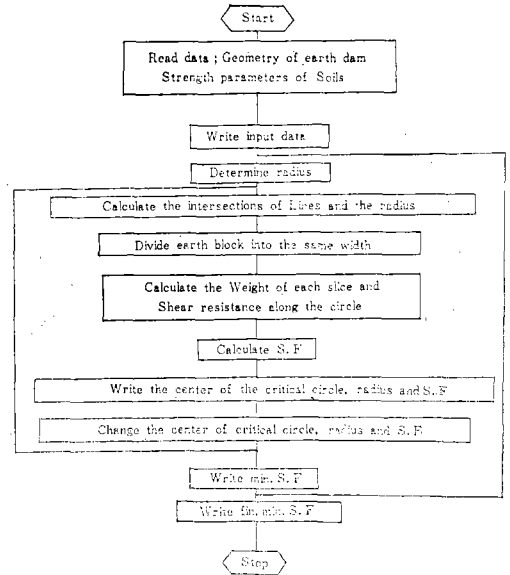 Start
Read data ; Geometry of earth dam
Strength parameters of Soils
Write input data
Determine radius
Calculate the intersections of Lines and the radius
Divide earth block into the same width
Calculate the Weight of each slice and
Shear resistance along the circle
Calculate S. F
Write the center of the critical circle, radius and S. F
Change the center of critical circle, radius and S. F.
Write min. S. F
Write fin. min. S. F
Stop